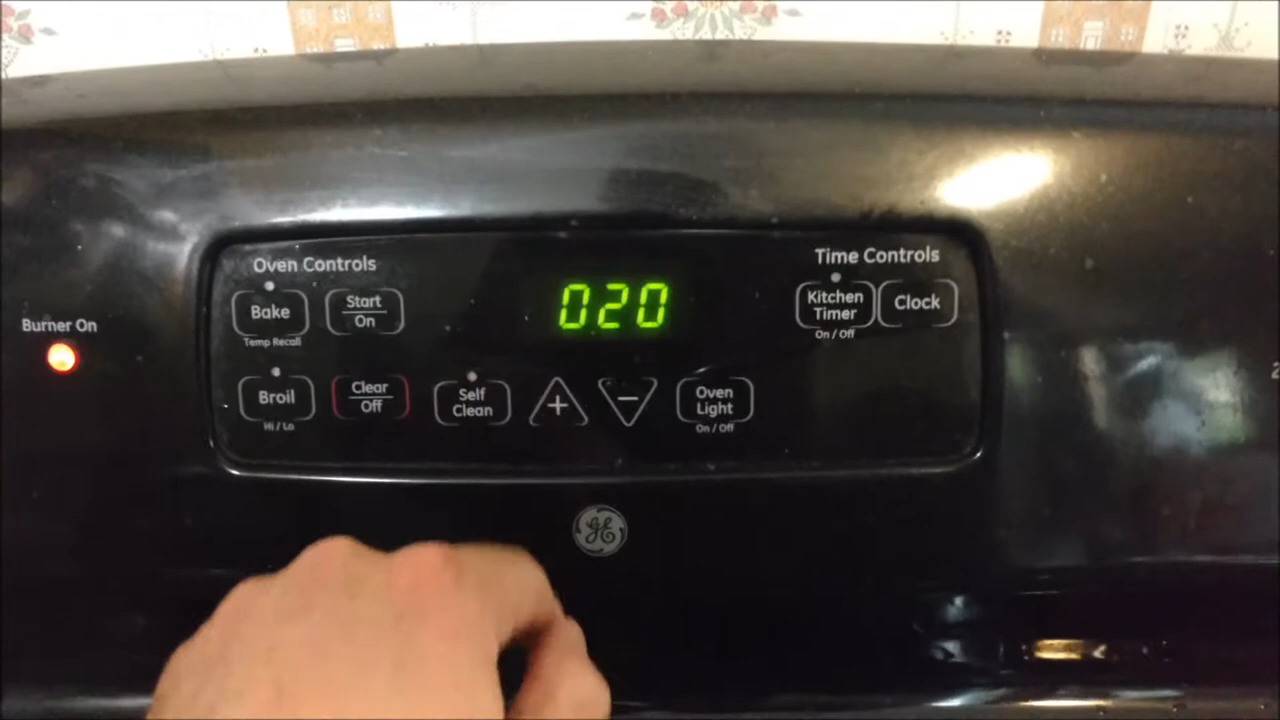 Oven Controls
Bake
Temp Recall
Start
On
020
Time Controls
Kitchen
Timer
On / Off
Clock
Burner On
Broil
Hi / Lo
Clear
Off
Self
Clean
+
−
Oven
Light
On / Off
GE